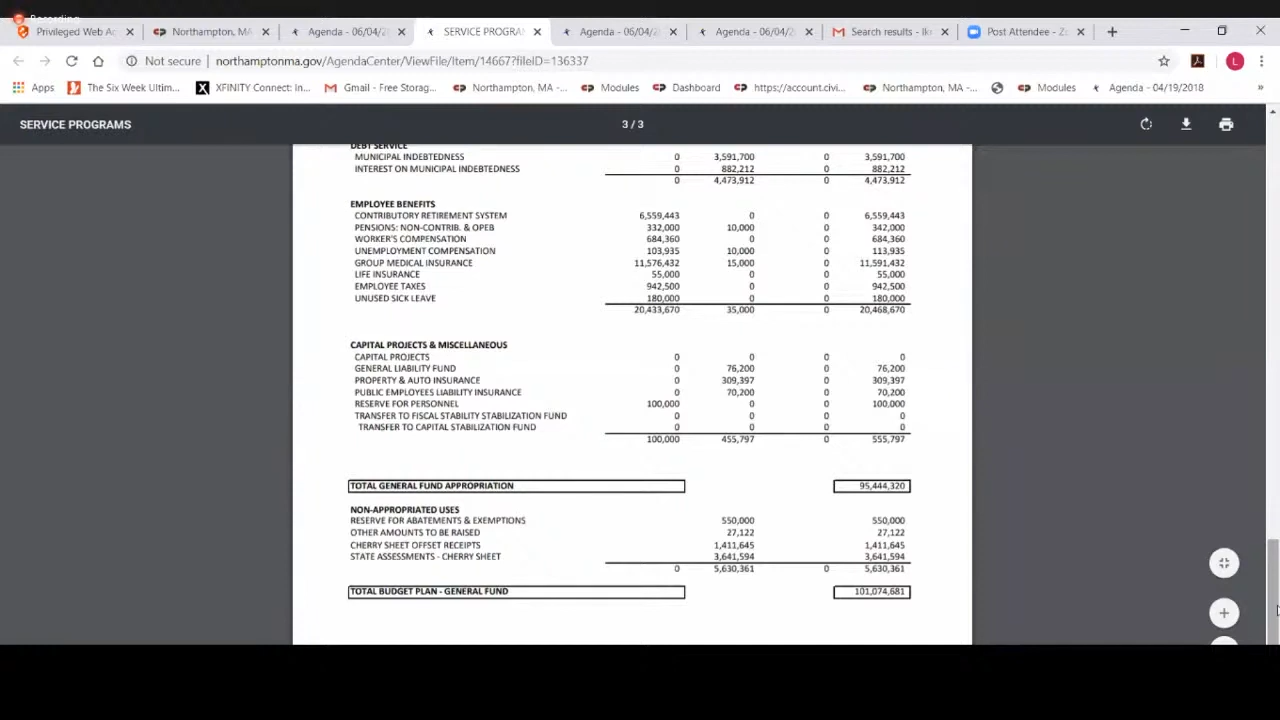 Recording
Privileged Web Ac
Northampton, MA
Agenda - 06/04/2
SERVICE PROGRA
Agenda - 06/04/2
Agenda - 06/04/2
Search results - lk
Post Attendee - Z
Not secure | northamptonma.gov/AgendaCenter/ViewFile/Item/14667?fileID=136337
Apps
The Six Week Ultim...
XFINITY Connect: In...
Gmail - Free Storag...
Northampton, MA -...
Modules
Dashboard
https://account.civi...
Northampton, MA -...
Modules
Agenda - 04/19/2018
»
SERVICE PROGRAMS
3 / 3
DEBT SERVICE
MUNICIPAL INDEBTEDNESS 0 3,591,700 0 3,591,700
INTEREST ON MUNICIPAL INDEBTEDNESS 0 882,212 0 882,212
0 4,473,912 0 4,473,912
EMPLOYEE BENEFITS
CONTRIBUTORY RETIREMENT SYSTEM 6,559,443 0 0 6,559,443
PENSIONS: NON-CONTRIB. & OPEB 332,000 10,000 0 342,000
WORKER'S COMPENSATION 684,360 0 0 684,360
UNEMPLOYMENT COMPENSATION 103,935 10,000 0 113,935
GROUP MEDICAL INSURANCE 11,576,432 15,000 0 11,591,432
LIFE INSURANCE 55,000 0 0 55,000
EMPLOYEE TAXES 942,500 0 0 942,500
UNUSED SICK LEAVE 180,000 0 0 180,000
20,433,670 35,000 0 20,468,670
CAPITAL PROJECTS & MISCELLANEOUS
CAPITAL PROJECTS 0 0 0 0
GENERAL LIABILITY FUND 0 76,200 0 76,200
PROPERTY & AUTO INSURANCE 0 309,397 0 309,397
PUBLIC EMPLOYEES LIABILITY INSURANCE 0 70,200 0 70,200
RESERVE FOR PERSONNEL 100,000 0 0 100,000
TRANSFER TO FISCAL STABILITY STABILIZATION FUND 0 0 0 0
TRANSFER TO CAPITAL STABILIZATION FUND 0 0 0 0
100,000 455,797 0 555,797
TOTAL GENERAL FUND APPROPRIATION 95,444,320
NON-APPROPRIATED USES
RESERVE FOR ABATEMENTS & EXEMPTIONS 550,000 550,000
OTHER AMOUNTS TO BE RAISED 27,122 27,122
CHERRY SHEET OFFSET RECEIPTS 1,411,645 1,411,645
STATE ASSESSMENTS - CHERRY SHEET 3,641,594 3,641,594
0 5,630,361 0 5,630,361
TOTAL BUDGET PLAN - GENERAL FUND 101,074,681